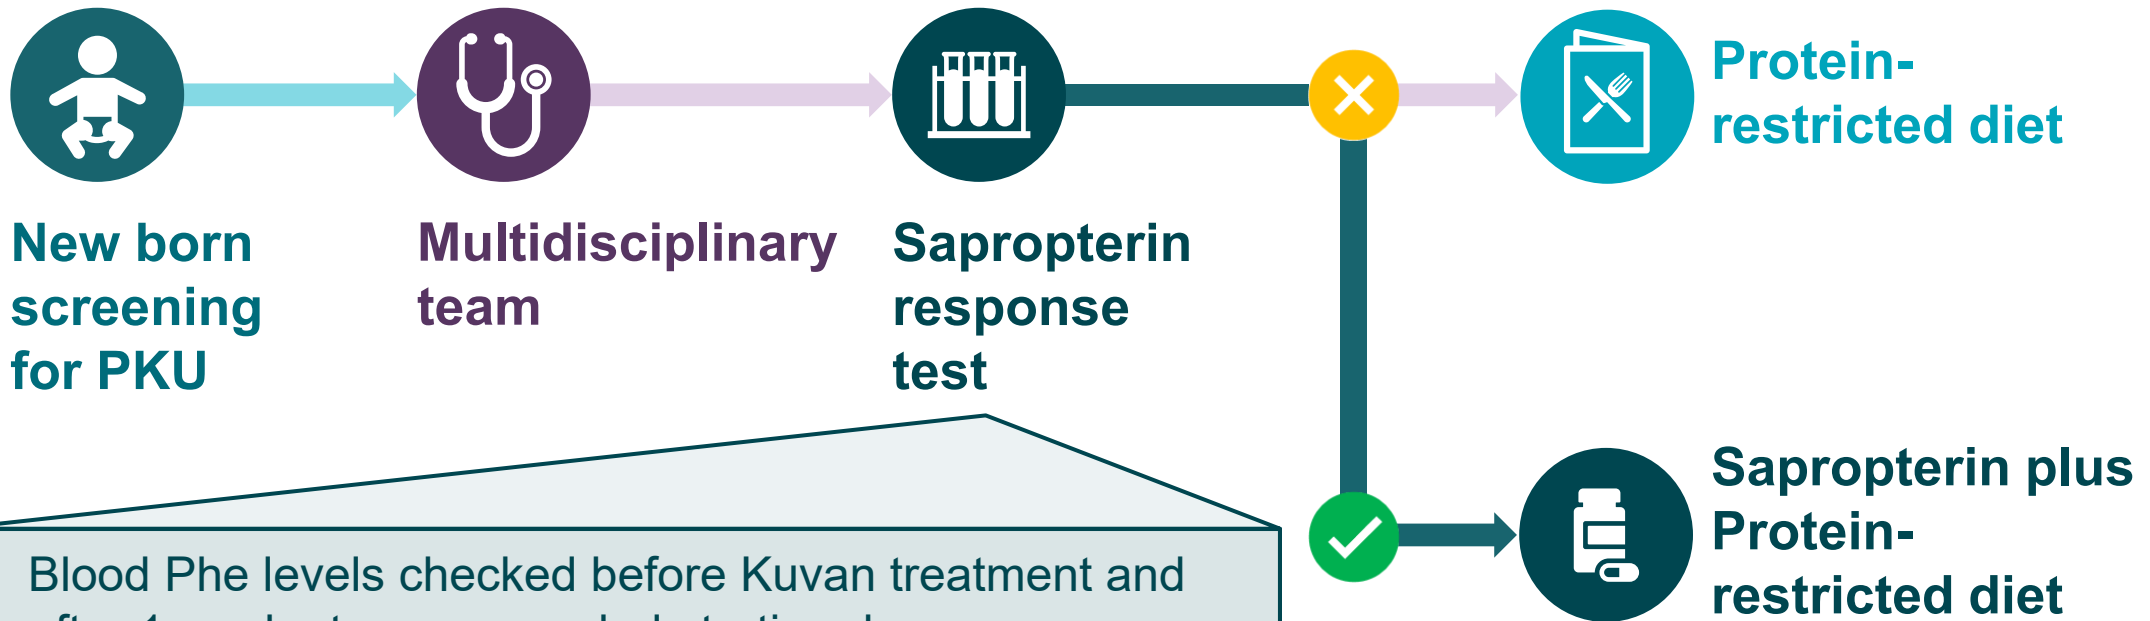 Protein-
restricted diet
New born
screening
for PKU
Multidisciplinary
team
Sapropterin
response
test
Sapropterin plus
Protein-
restricted diet
Blood Phe levels checked before Kuvan treatment and